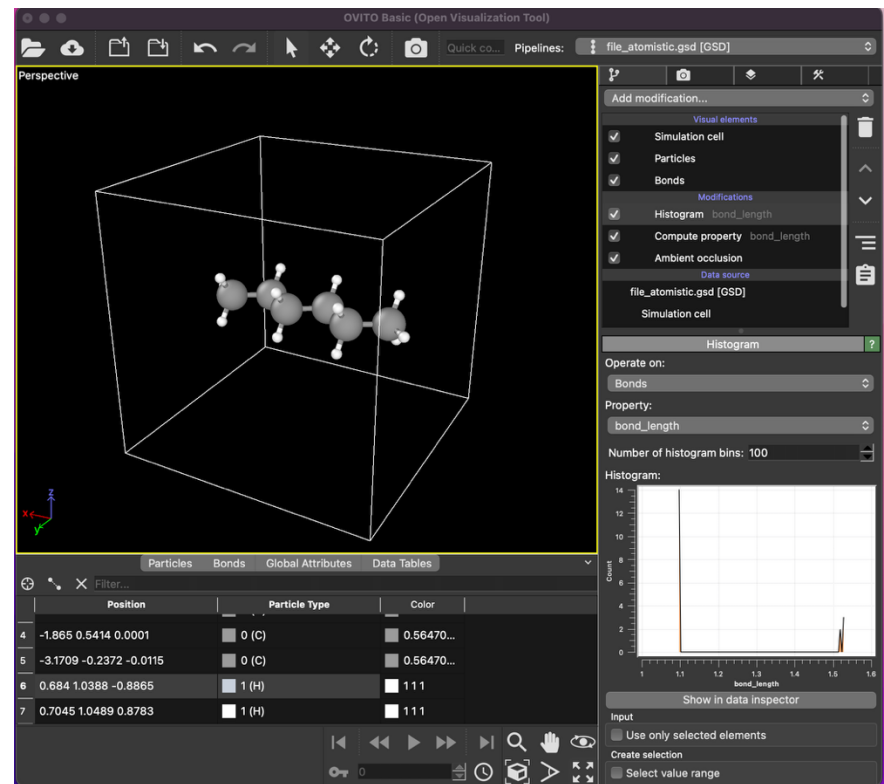 OVITO Basic (Open Visualization Tool)
Quick co... Pipelines: file_atomistic.gsd [GSD]
Perspective
Add modification...
Visual elements
Simulation cell
Particles
Bonds
Modifications
Histogram bond_length
Compute property bond_length
Ambient occlusion
Data source
file_atomistic.gsd [GSD]
Simulation cell
Histogram ?
Operate on:
Bonds
Property:
bond_length
Number of histogram bins: 100
Histogram:
14
12
10
8
6
4
2
0
Count
1 1.1 1.2 1.3 1.4 1.5 1.6
bond_length
Show in data inspector
Input
Use only selected elements
Create selection
Select value range
z
x
y
Particles Bonds Global Attributes Data Tables
Filter...
Position Particle Type Color
4 -1.865 0.5414 0.0001 0 (C) 0.56470...
5 -3.1709 -0.2372 -0.0115 0 (C) 0.56470...
6 0.684 1.0388 -0.8865 1 (H) 1 1 1
7 0.7045 1.0489 0.8783 1 (H) 1 1 1
0